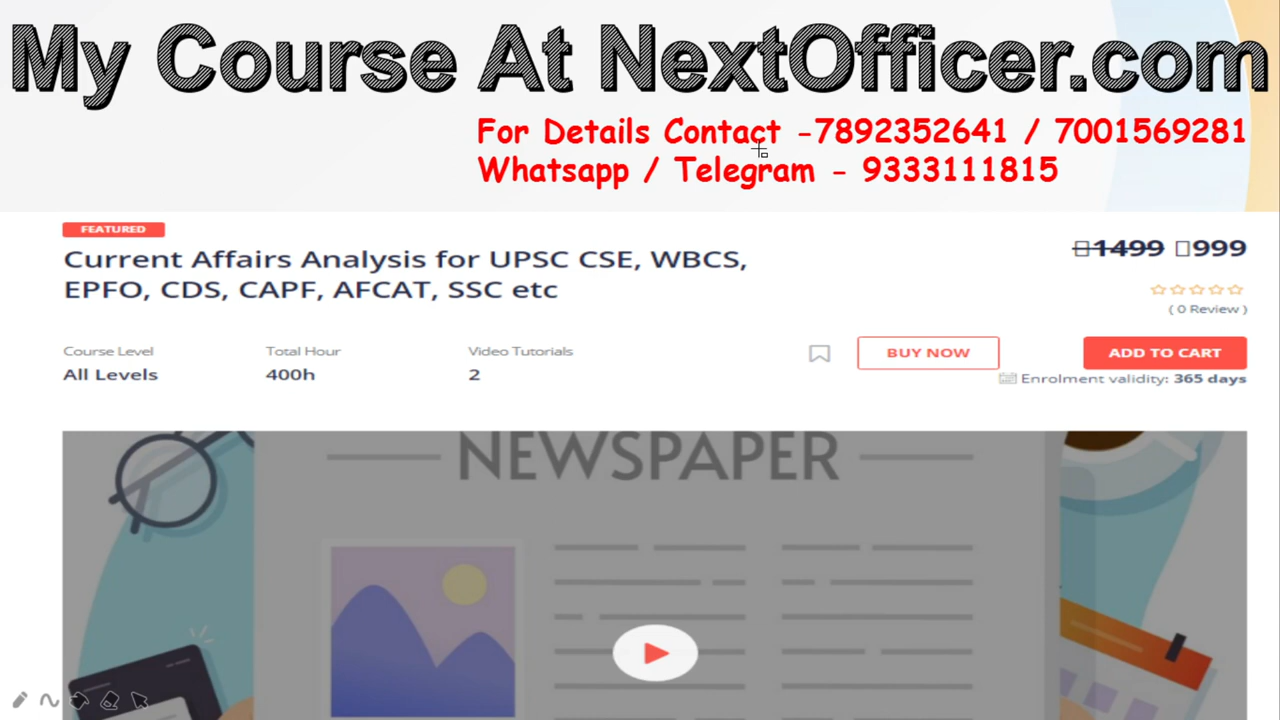 My Course At NextOfficer.com
For Details Contact -7892352641 / 7001569281
Whatsapp / Telegram - 9333111815
FEATURED
Current Affairs Analysis for UPSC CSE, WBCS,
EPFO, CDS, CAPF, AFCAT, SSC etc
1499 999
( 0 Review )
Course Level Total Hour Video Tutorials
All Levels 400h 2
BUY NOW ADD TO CART
Enrolment validity: 365 days
NEWSPAPER